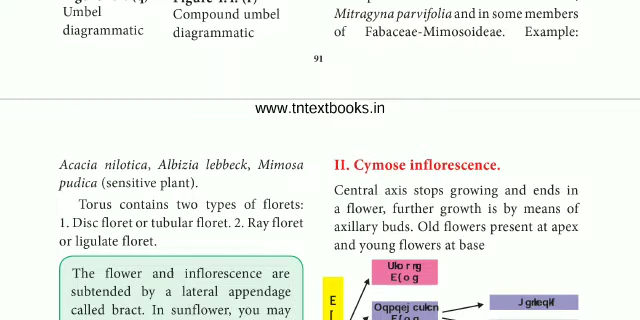 Umbel
diagrammatic
Compound umbel
diagrammatic
Mitragyna parvifolia and in some members
of Fabaceae-Mimosoideae. Example:
91
www.tntextbooks.in
Acacia nilotica, Albizia lebbeck, Mimosa
pudica (sensitive plant).
Torus contains two types of florets:
1. Disc floret or tubular floret. 2. Ray floret
or ligulate floret.
The flower and inflorescence are
subtended by a lateral appendage
called bract. In sunflower, you may
II. Cymose inflorescence.
Central axis stops growing and ends in
a flower, further growth is by means of
axillary buds. Old flowers present at apex
and young flowers at base